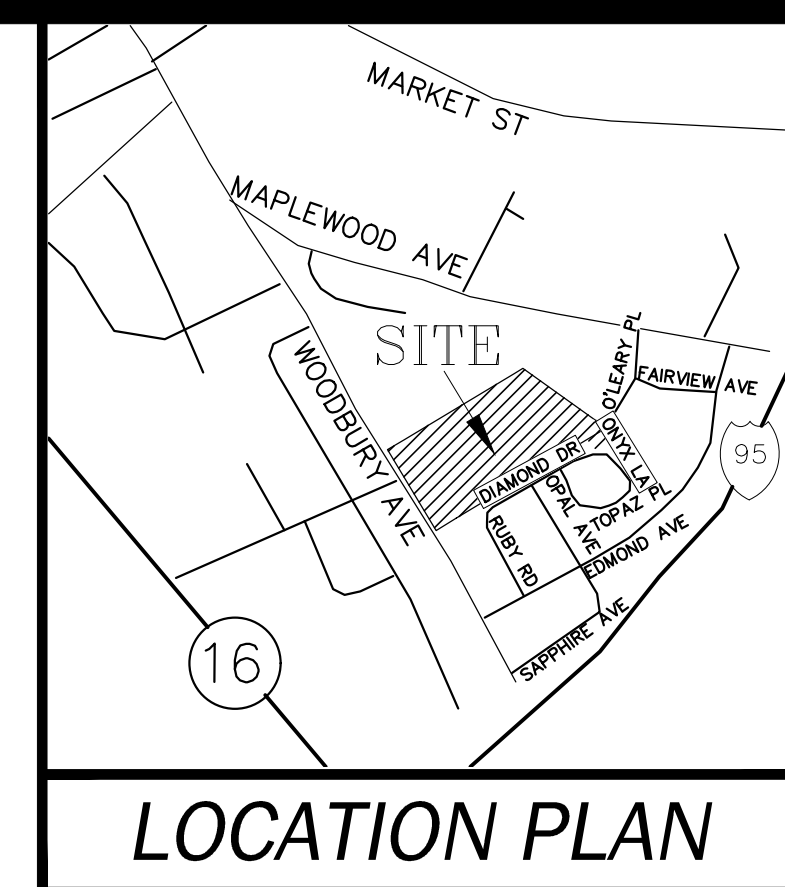 MARKET ST
MAPLEWOOD AVE
SITE
O'LEARY PL
FAIRVIEW AVE
WOODBURY AVE
ONYX LA
95
DIAMOND DR
OPAL AVE
TOPAZ PL
RUBY RD
EDMOND AVE
SAPPHIRE AVE
16
LOCATION PLAN